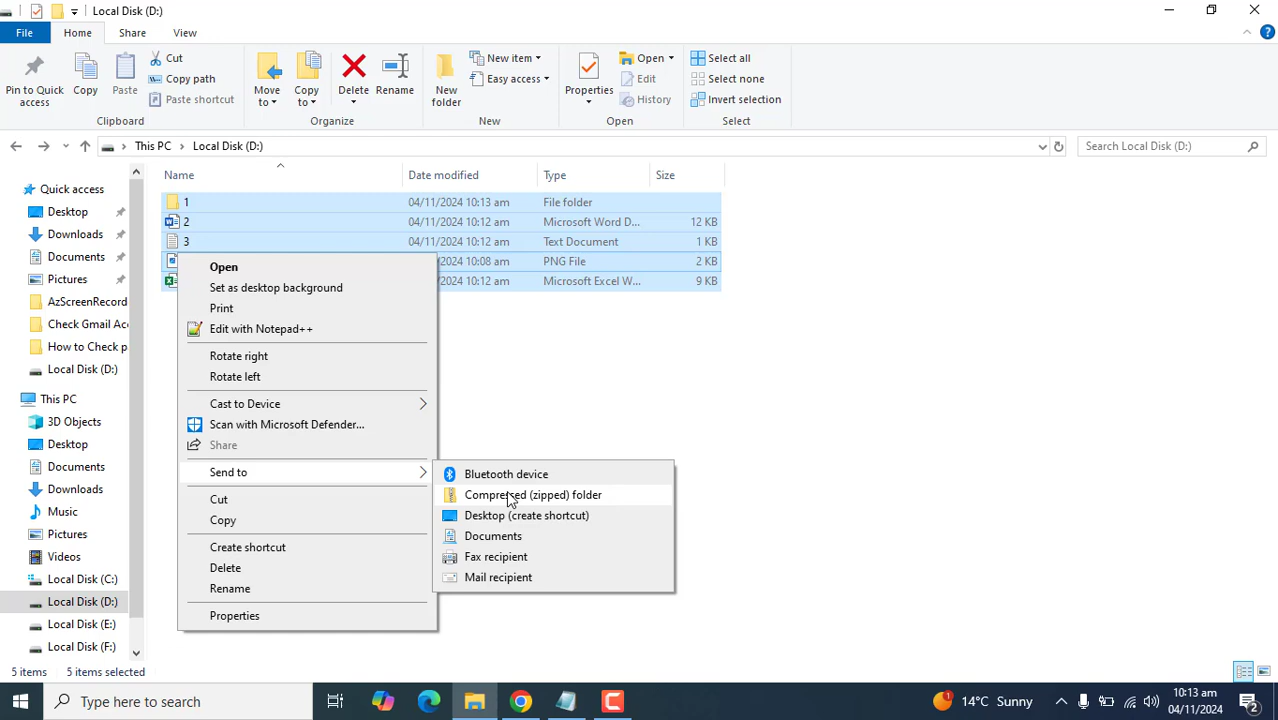 Local Disk (D:)
File Home Share View
Pin to Quick access
Copy
Paste
Cut
Copy path
Paste shortcut
Clipboard
Move to
Copy to
Delete
Rename
Organize
New folder
New item
Easy access
New
Properties
Open
Edit
History
Open
Select all
Select none
Invert selection
Select
This PC Local Disk (D:)
Search Local Disk (D:)
Name Date modified Type Size
1 04/11/2024 10:13 am File folder
2 04/11/2024 10:12 am Microsoft Word D... 12 KB
3 04/11/2024 10:12 am Text Document 1 KB
10:08 am PNG File 2 KB
10:12 am Microsoft Excel W... 9 KB
Quick access
Desktop
Downloads
Documents
Pictures
AzScreenRecord
Check Gmail Acc
How to Check p
Local Disk (D:)
This PC
3D Objects
Desktop
Documents
Downloads
Music
Pictures
Videos
Local Disk (C:)
Local Disk (D:)
Local Disk (E:)
Local Disk (F:)
Open
Set as desktop background
Print
Edit with Notepad++
Rotate right
Rotate left
Cast to Device
Scan with Microsoft Defender...
Share
Send to
Cut
Copy
Create shortcut
Delete
Rename
Properties
Bluetooth device
Compressed (zipped) folder
Desktop (create shortcut)
Documents
Fax recipient
Mail recipient
5 items 5 items selected
Type here to search
1
14°C Sunny
10:13 am
04/11/2024
2